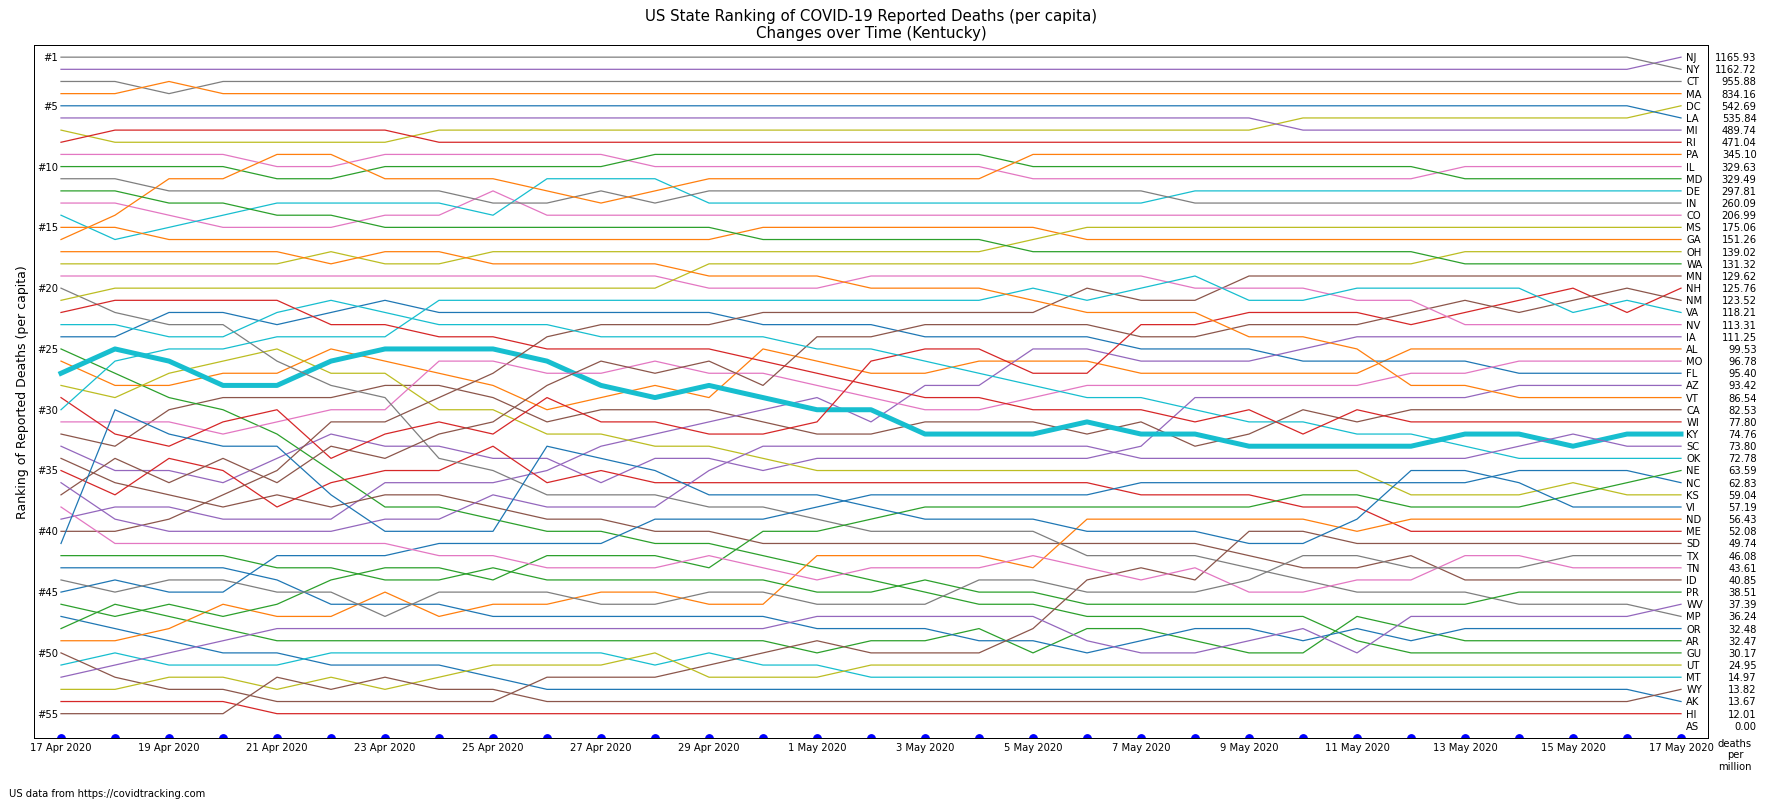 US State Ranking of COVID-19 Reported Deaths (per capita)
Changes over Time (Kentucky)
Ranking of Reported Deaths (per capita)
#1
#5
#10
#15
#20
#25
#30
#35
#40
#45
#50
#55
NJ 1165.93
NY 1162.72
CT 955.88
MA 834.16
DC 542.69
LA 535.84
MI 489.74
RI 471.04
PA 345.10
IL 329.63
MD 329.49
DE 297.81
IN 260.09
CO 206.99
MS 175.06
GA 151.26
OH 139.02
WA 131.32
MN 129.62
NH 125.76
NM 123.52
VA 118.21
NV 113.31
IA 111.25
AL 99.53
MO 96.78
FL 95.40
AZ 93.42
VT 86.54
CA 82.53
WI 77.80
KY 74.76
SC 73.80
OK 72.78
NE 63.59
NC 62.83
KS 59.04
VI 57.19
ND 56.43
ME 52.08
SD 49.74
TX 46.08
TN 43.61
ID 40.85
PR 38.51
WV 37.39
MP 36.24
OR 32.48
AR 32.47
GU 30.17
UT 24.95
MT 14.97
WY 13.82
AK 13.67
HI 12.01
AS 0.00
17 Apr 2020 19 Apr 2020 21 Apr 2020 23 Apr 2020 25 Apr 2020 27 Apr 2020 29 Apr 2020 1 May 2020 3 May 2020 5 May 2020 7 May 2020 9 May 2020 11 May 2020 13 May 2020 15 May 2020 17 May 2020
deaths
per
million
US data from https://covidtracking.com